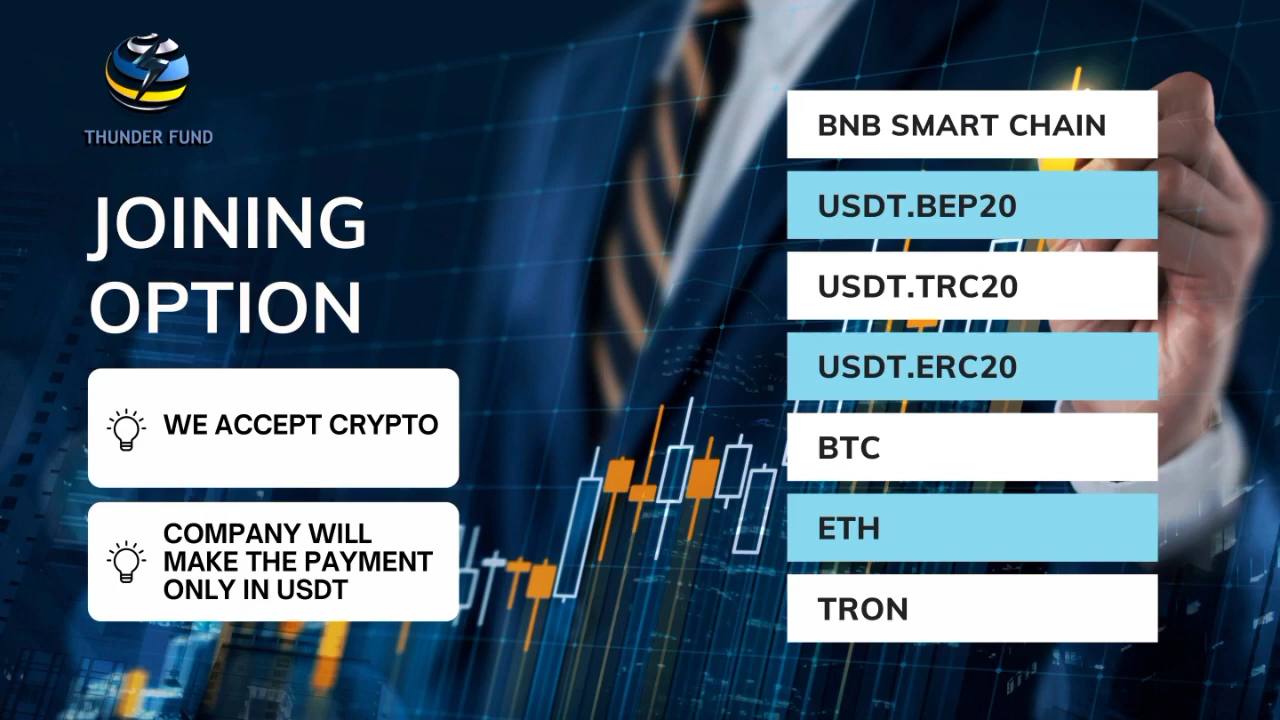 THUNDER FUND
JOINING
OPTION
WE ACCEPT CRYPTO
COMPANY WILL
MAKE THE PAYMENT
ONLY IN USDT
BNB SMART CHAIN
USDT.BEP20
USDT.TRC20
USDT.ERC20
BTC
ETH
TRON